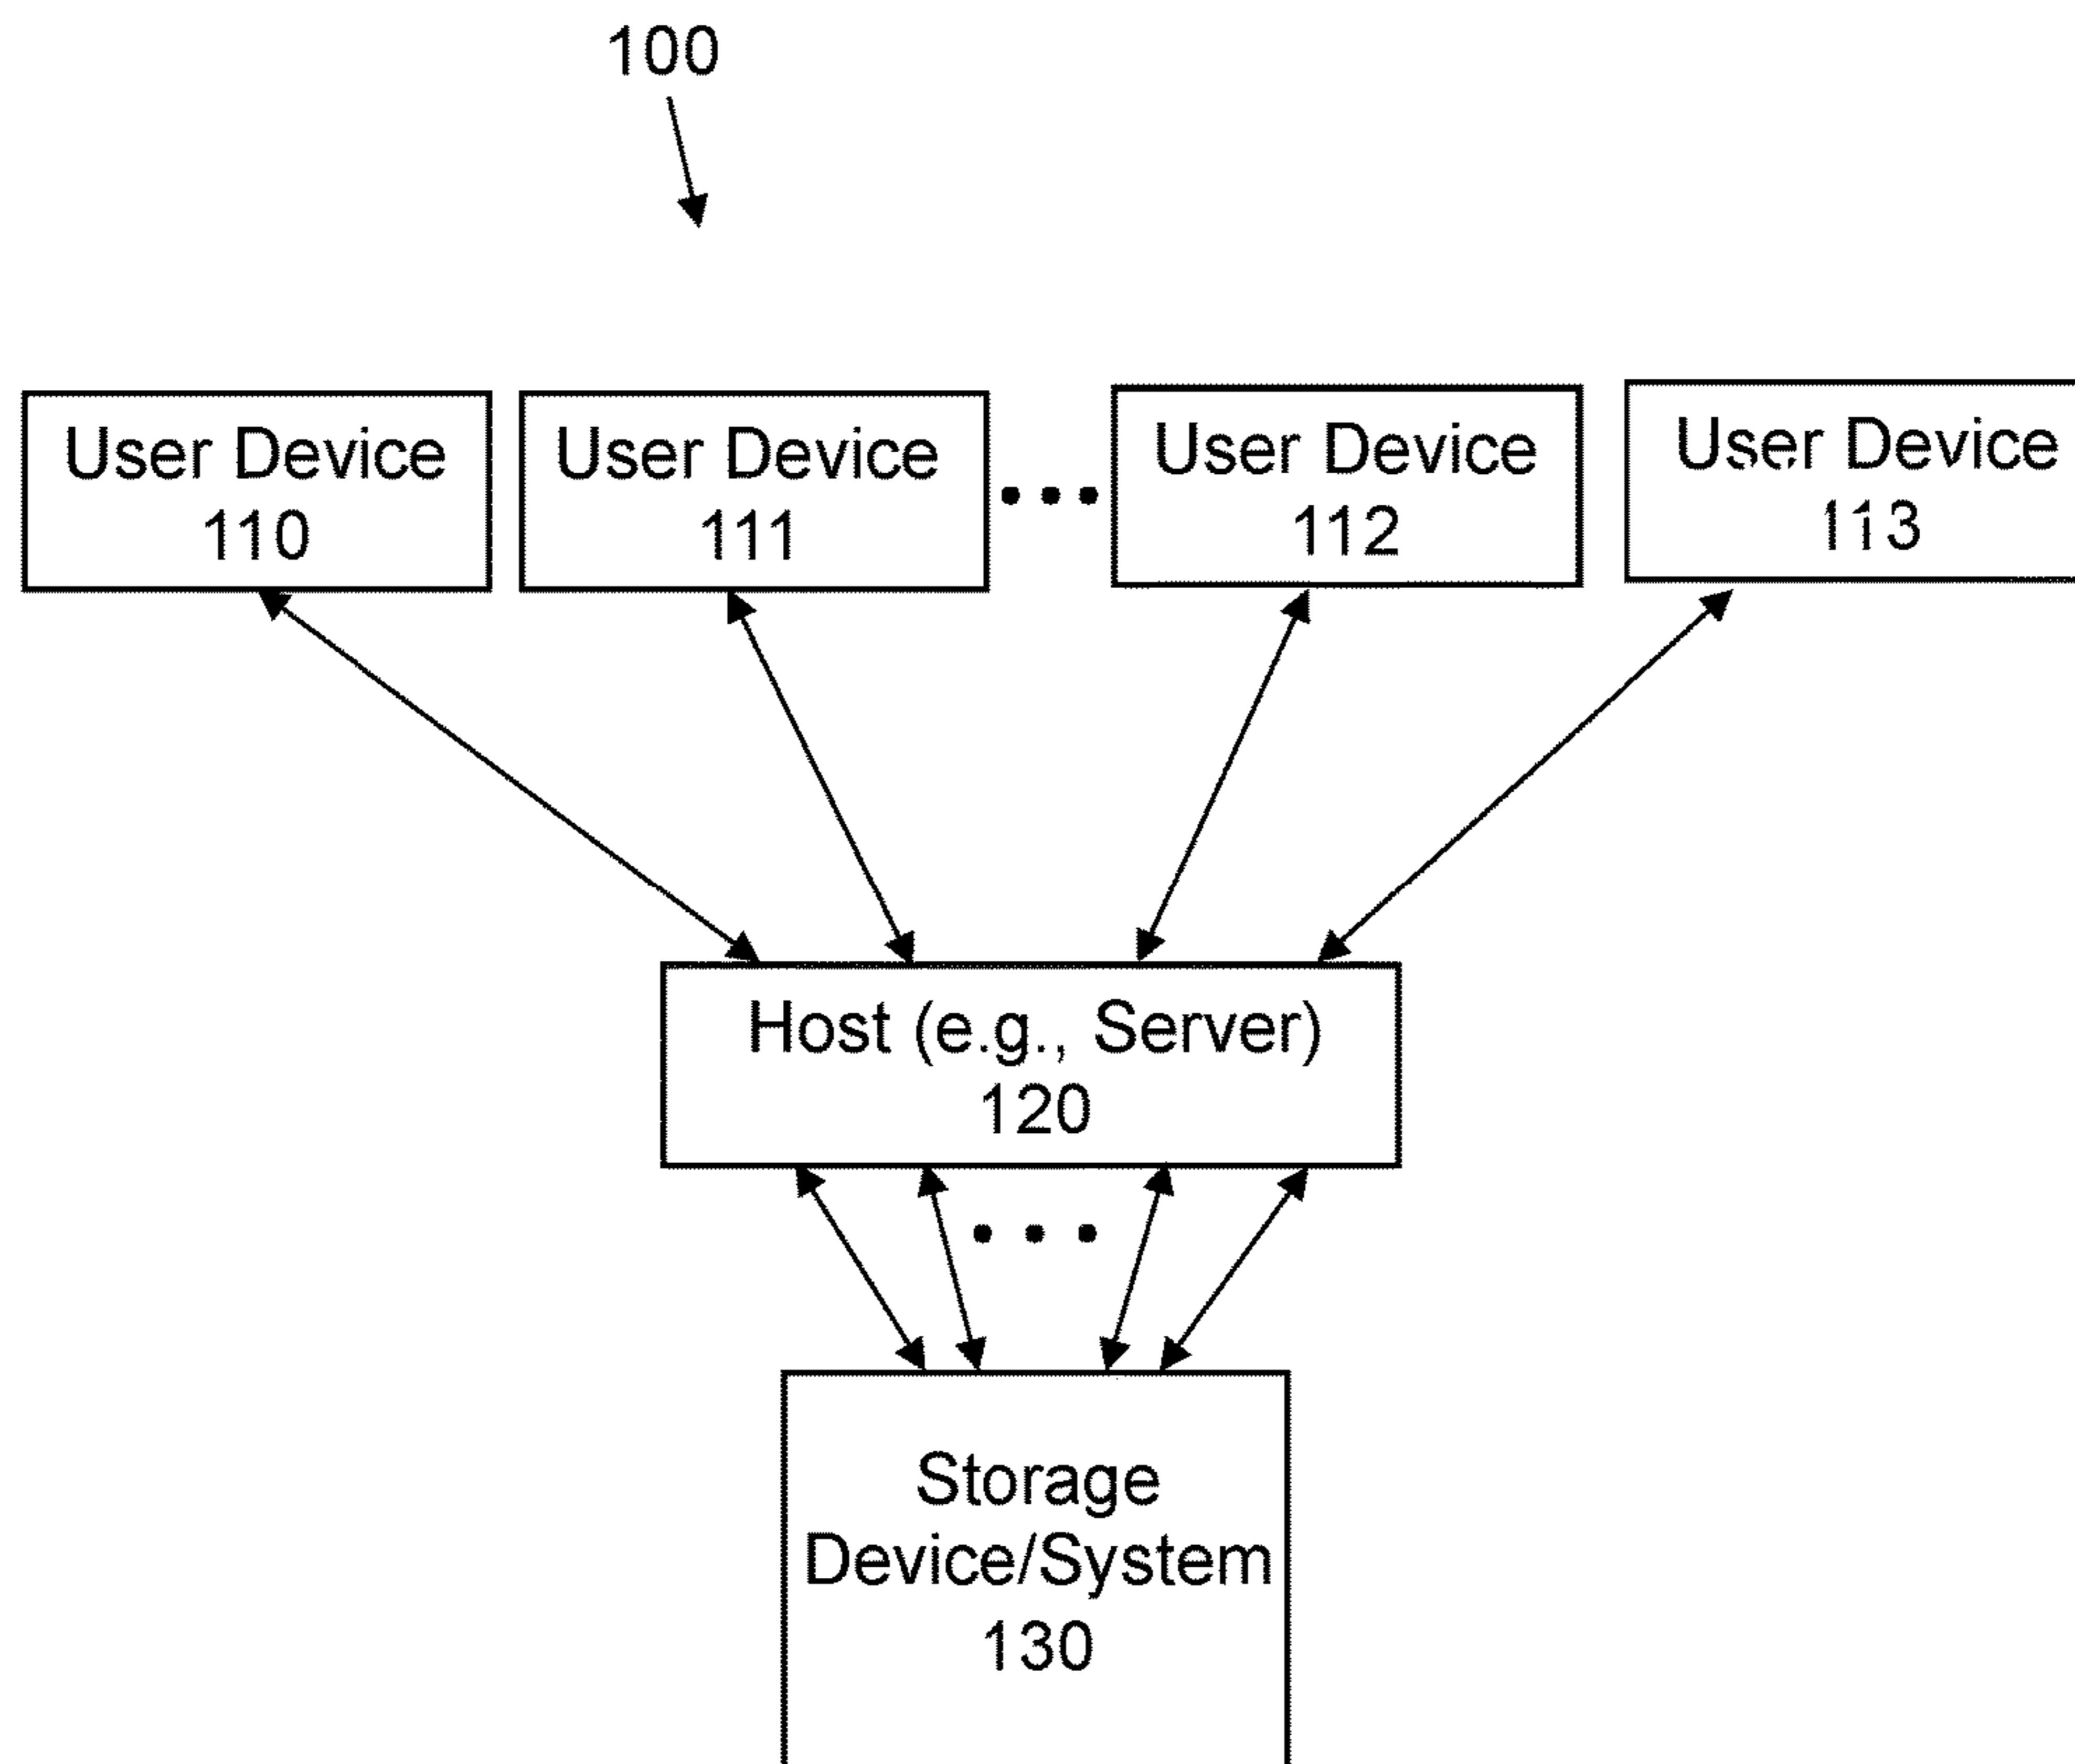 100
User Device
110
User Device
111
User Device
112
User Device
113
Host (e.g., Server)
120
Storage
Device/System
130